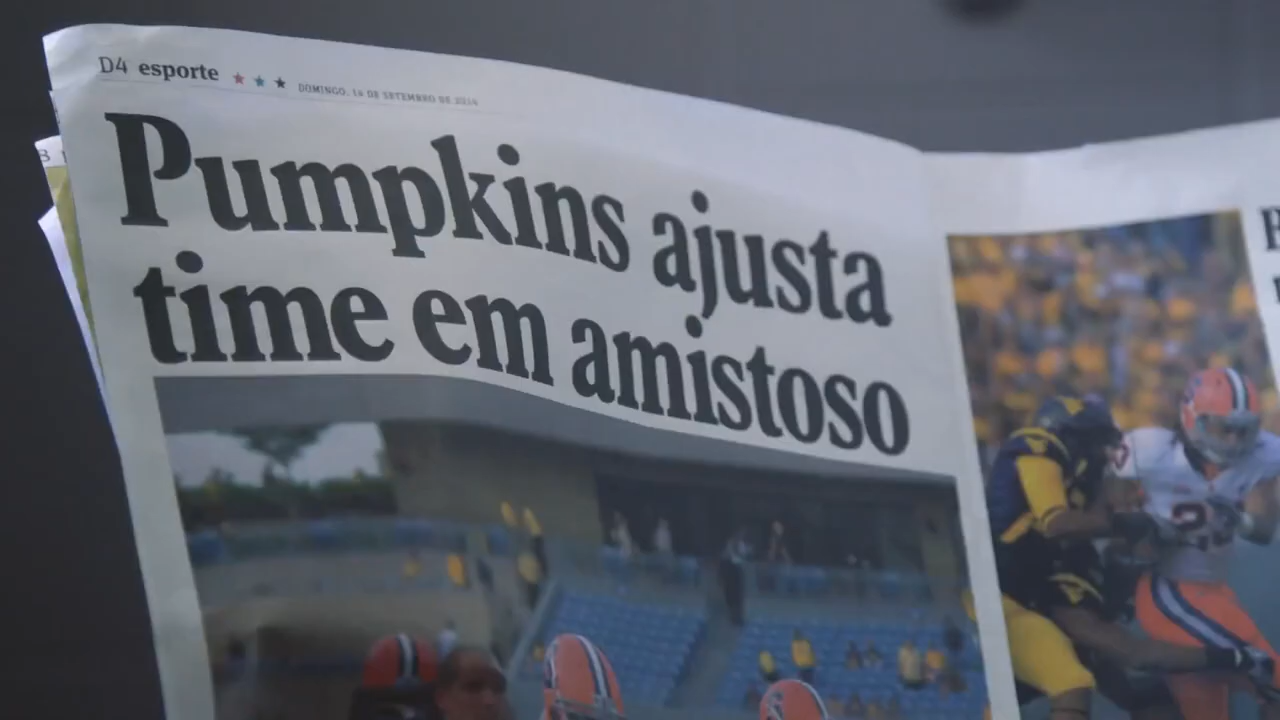 D4 esporte
DOMINGO, 14 DE SETEMBRO DE 2014
Pumpkins ajusta
time em amistoso